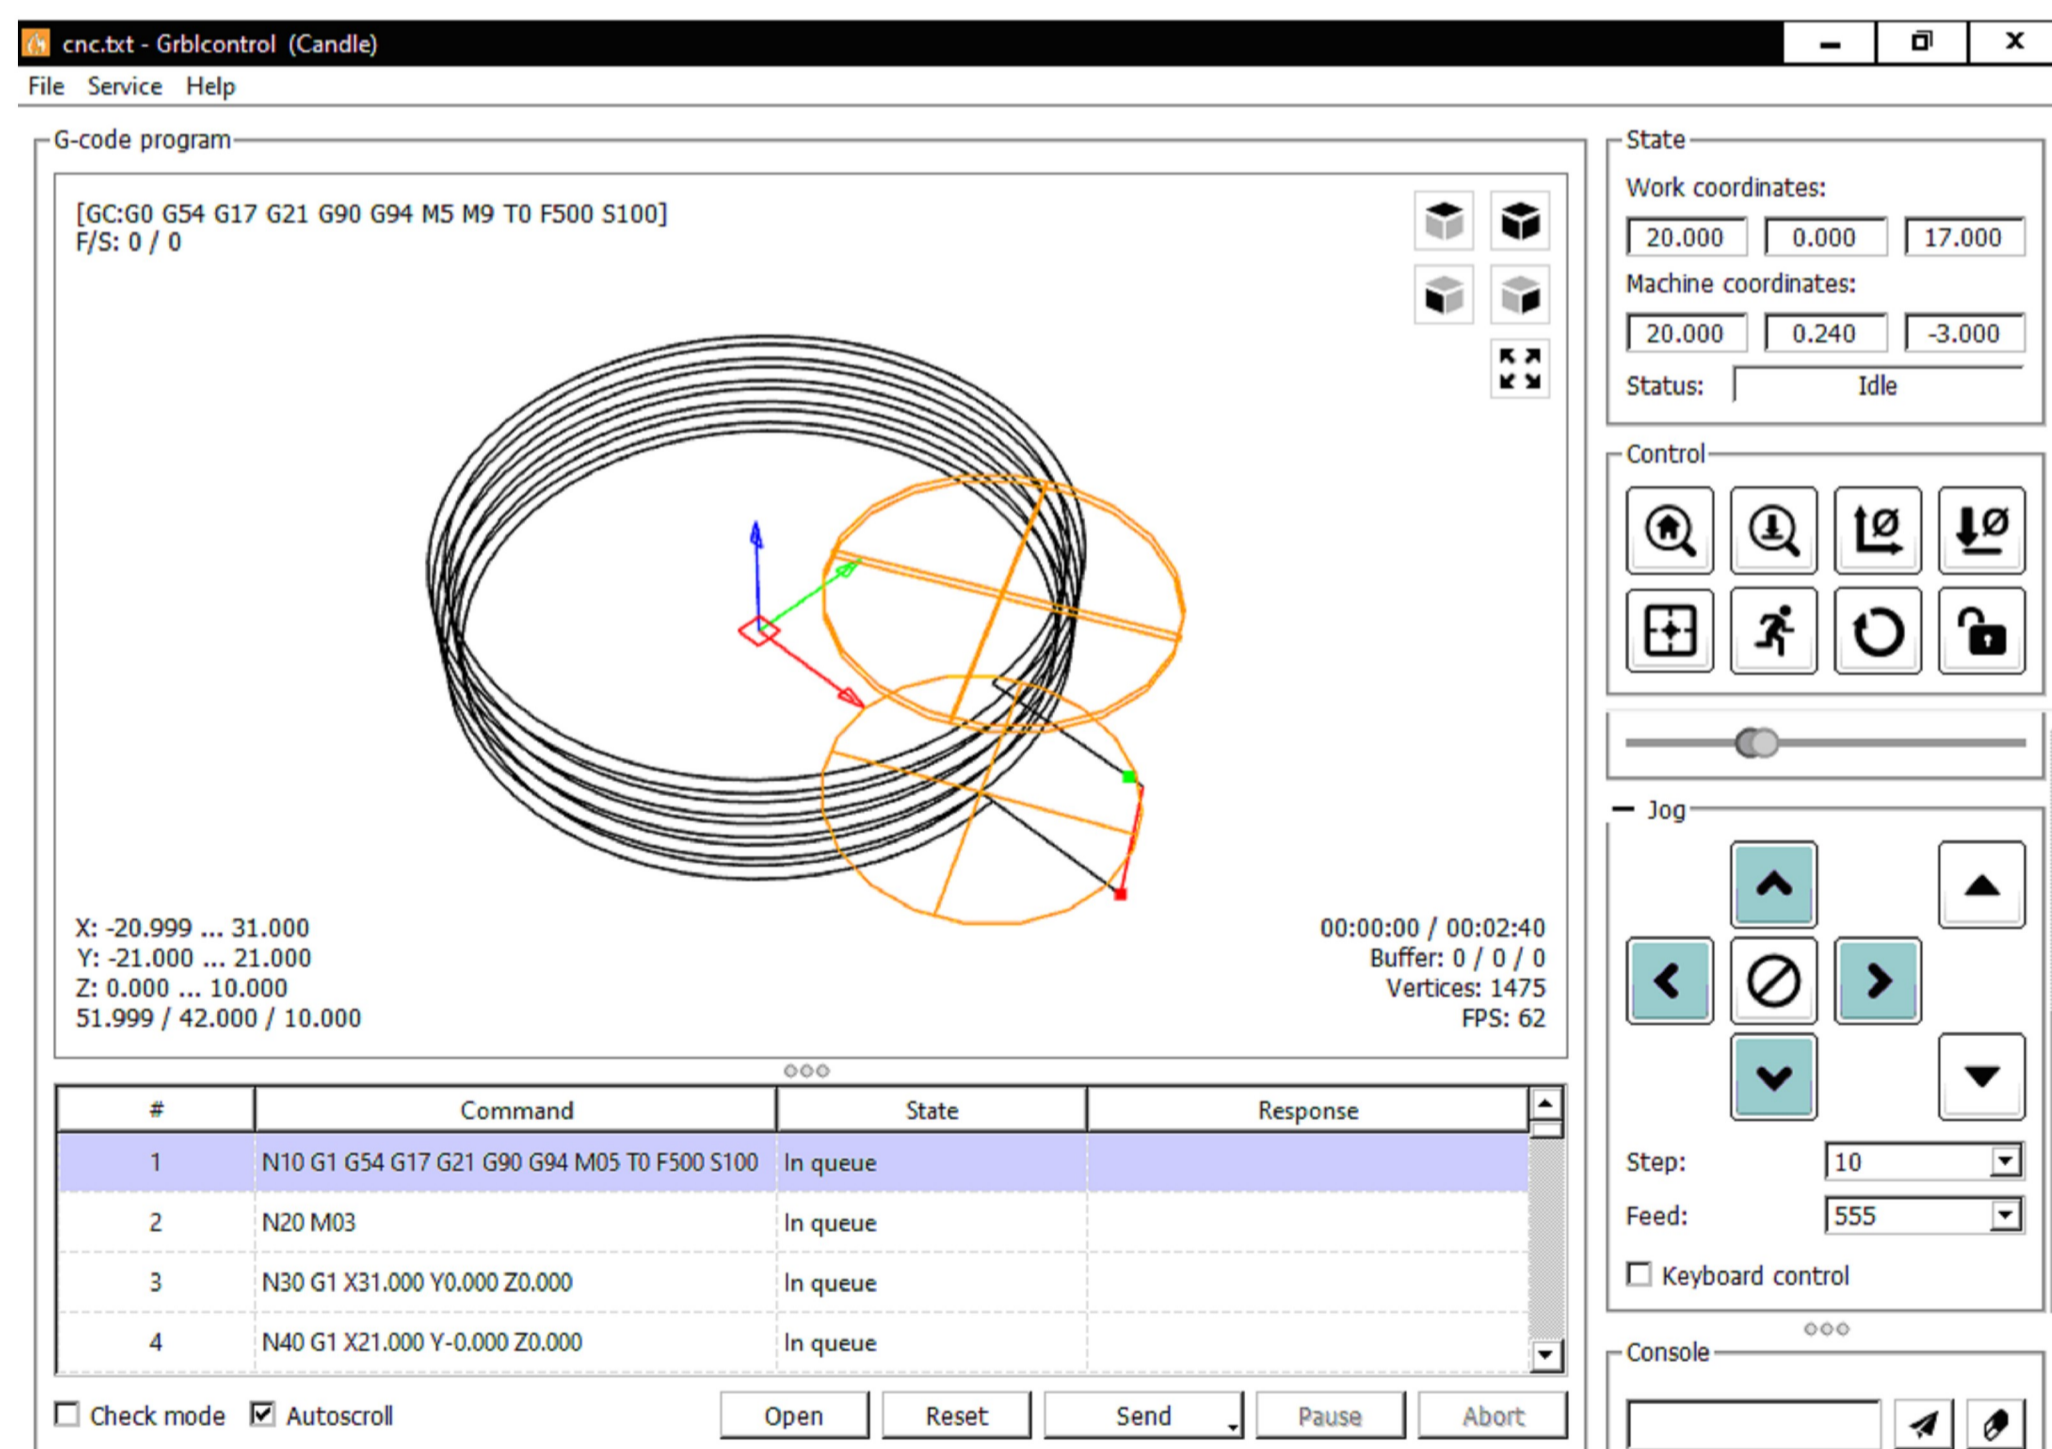 cnc.txt - Grblcontrol (Candle)
File Service Help
G-code program
[GC:G0 G54 G17 G21 G90 G94 M5 M9 T0 F500 S100]
F/S: 0 / 0
X: -20.999 ... 31.000
Y: -21.000 ... 21.000
Z: 0.000 ... 10.000
51.999 / 42.000 / 10.000
00:00:00 / 00:02:40
Buffer: 0 / 0 / 0
Vertices: 1475
FPS: 62
# Command State Response
1 N10 G1 G54 G17 G21 G90 G94 M05 T0 F500 S100 In queue
2 N20 M03 In queue
3 N30 G1 X31.000 Y0.000 Z0.000 In queue
4 N40 G1 X21.000 Y-0.000 Z0.000 In queue
Check mode Autoscroll Open Reset Send Pause Abort
State
Work coordinates:
20.000 0.000 17.000
Machine coordinates:
20.000 0.240 -3.000
Status: Idle
Control
Jog
Step: 10
Feed: 555
Keyboard control
Console